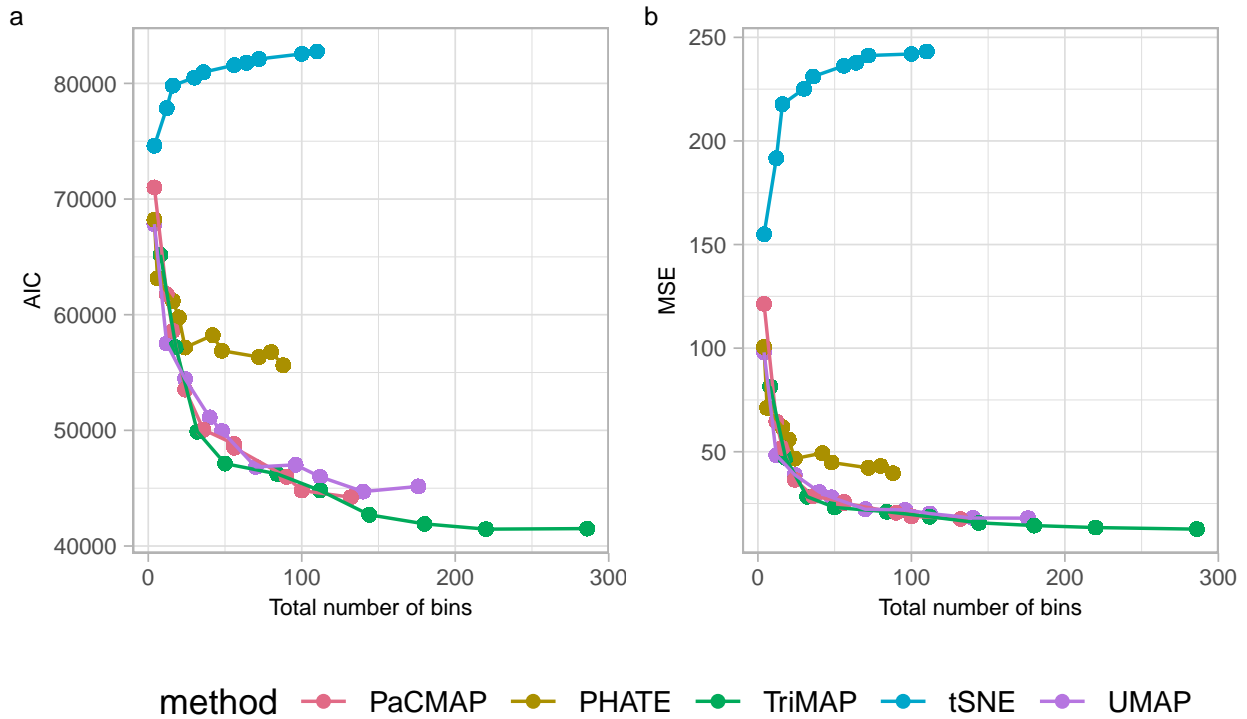 a
80000
70000
60000
50000
40000
AIC
0 100 200 300
Total number of bins
b
250
200
150
100
50
MSE
0 100 200 300
Total number of bins
method PaCMAP PHATE TriMAP tSNE UMAP